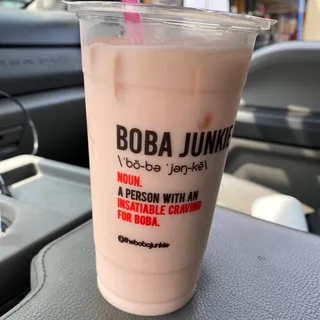 BOBA JUNKIE
\ˈbō-bə ˈjəŋ-kē\
NOUN.
A PERSON WITH AN
INSATIABLE CRAVING
FOR BOBA.
@thebobajunkie